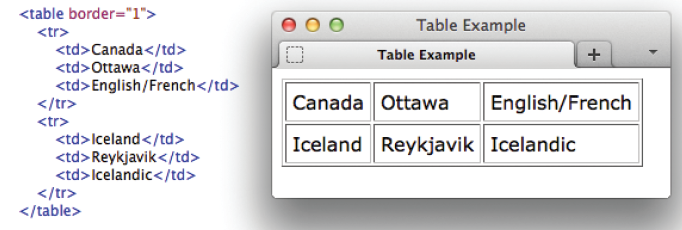 <table border="1">
<tr>
<td>Canada</td>
<td>Ottawa</td>
<td>English/French</td>
</tr>
<tr>
<td>Iceland</td>
<td>Reykjavik</td>
<td>Icelandic</td>
</tr>
</table>
Table Example
Table Example
Canada Ottawa English/French
Iceland Reykjavik Icelandic